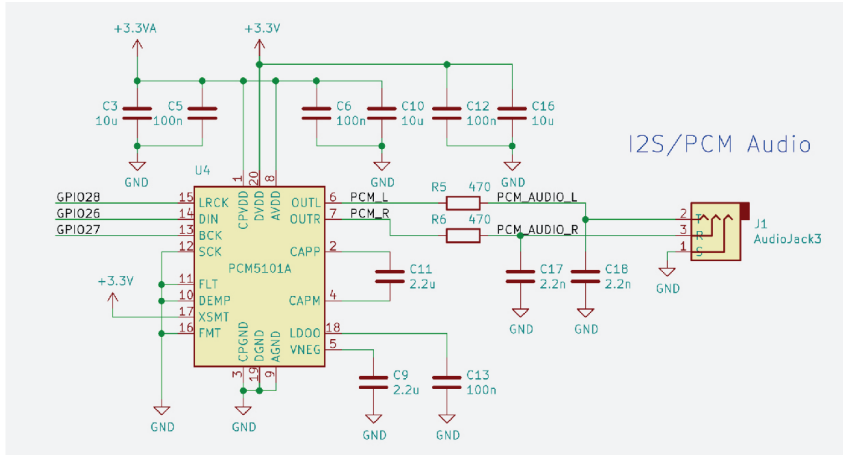 +3.3VA +3.3V
C3 10u
C5 100n
C6 100n
C10 10u
C12 100n
C16 10u
GND GND GND GND
I2S/PCM Audio
U4
1 20 8
CPVDD DVDD AVDD
GPIO28 15 LRCK OUTL 6 PCM_L R5 470 PCM_AUDIO_L
GPIO26 14 DIN OUTR 7 PCM_R R6 470 PCM_AUDIO_R
GPIO27 13 BCK
12 SCK CAPP 2
PCM5101A
C11 2.2u
11 FLT
+3.3V 10 DEMP CAPM 4
17 XSMT
16 FMT LDOO 18
VNEG 5
CPGND DGND AGND
3 19 9
C9 2.2u
C13 100n
C17 2.2n
C18 2.2n
2 T J1
3 R AudioJack3
1 S
GND GND GND
GND GND GND GND